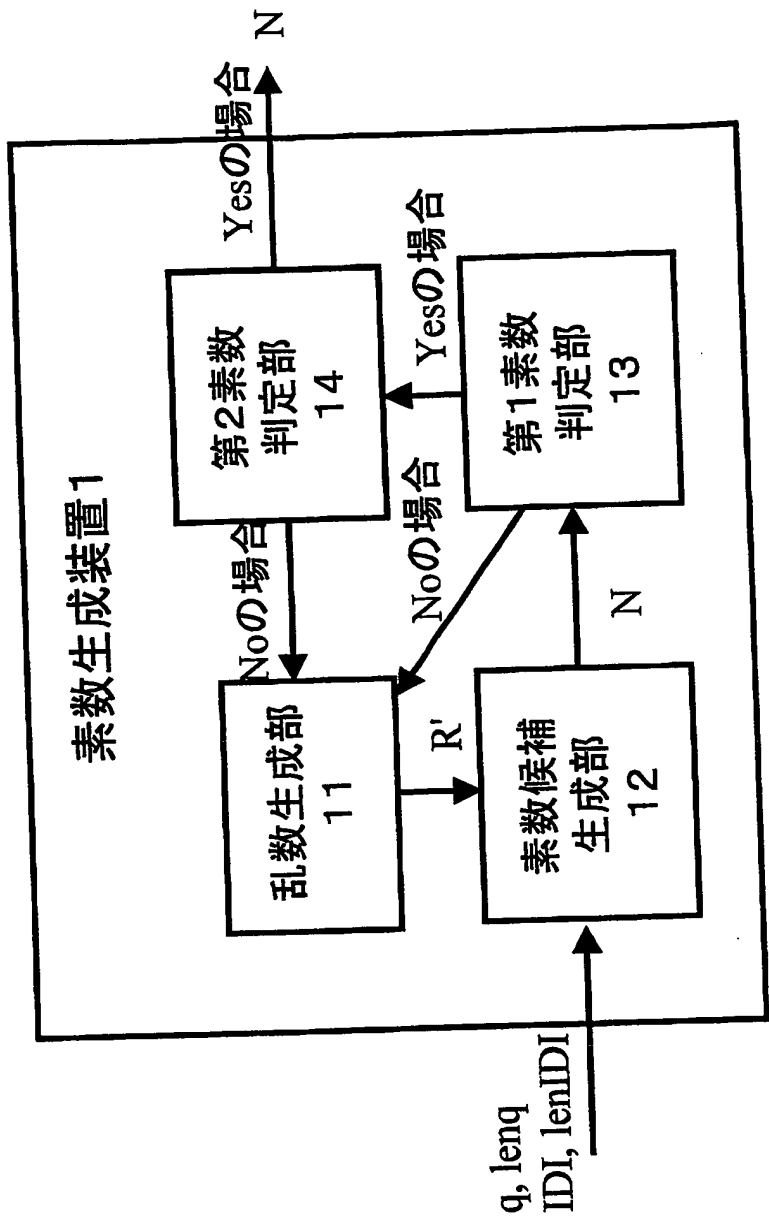 素数生成装置1
乱数生成部
11
R'
素数候補
生成部
12
q, lenq
IDI, lenIDI
N
第1素数
判定部
13
Noの場合
Yesの場合
第2素数
判定部
14
Noの場合
Yesの場合
N